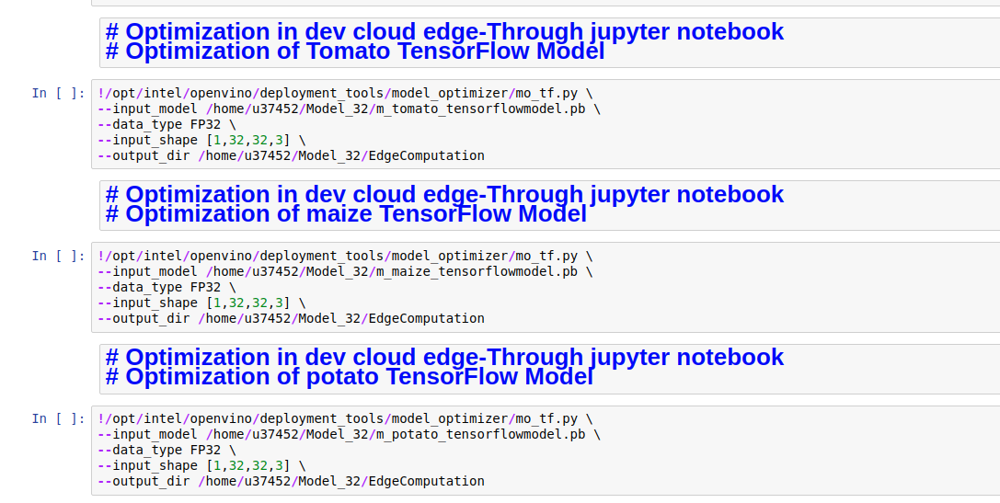 # Optimization in dev cloud edge-Through jupyter notebook
# Optimization of Tomato TensorFlow Model
In [ ]: !/opt/intel/openvino/deployment_tools/model_optimizer/mo_tf.py \
--input_model /home/u37452/Model_32/m_tomato_tensorflowmodel.pb \
--data_type FP32 \
--input_shape [1,32,32,3] \
--output_dir /home/u37452/Model_32/EdgeComputation
# Optimization in dev cloud edge-Through jupyter notebook
# Optimization of maize TensorFlow Model
In [ ]: !/opt/intel/openvino/deployment_tools/model_optimizer/mo_tf.py \
--input_model /home/u37452/Model_32/m_maize_tensorflowmodel.pb \
--data_type FP32 \
--input_shape [1,32,32,3] \
--output_dir /home/u37452/Model_32/EdgeComputation
# Optimization in dev cloud edge-Through jupyter notebook
# Optimization of potato TensorFlow Model
In [ ]: !/opt/intel/openvino/deployment_tools/model_optimizer/mo_tf.py \
--input_model /home/u37452/Model_32/m_potato_tensorflowmodel.pb \
--data_type FP32 \
--input_shape [1,32,32,3] \
--output_dir /home/u37452/Model_32/EdgeComputation